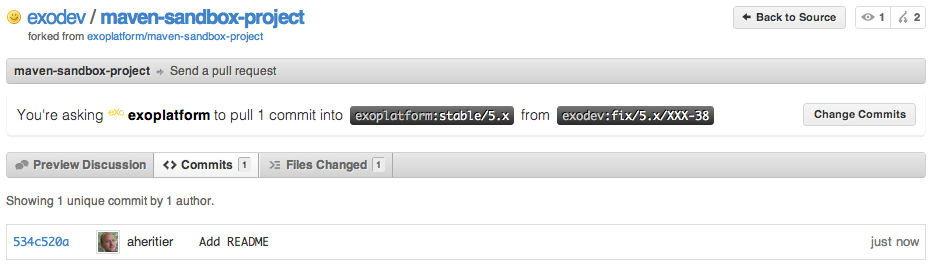 exodev / maven-sandbox-project
Back to Source
1
2
forked from exoplatform/maven-sandbox-project
maven-sandbox-project Send a pull request
You're asking exo exoplatform to pull 1 commit into exoplatform:stable/5.x from exodev:fix/5.x/XXX-38
Change Commits
Preview Discussion
Commits 1
Files Changed 1
Showing 1 unique commit by 1 author.
534c520a aheritier Add README just now